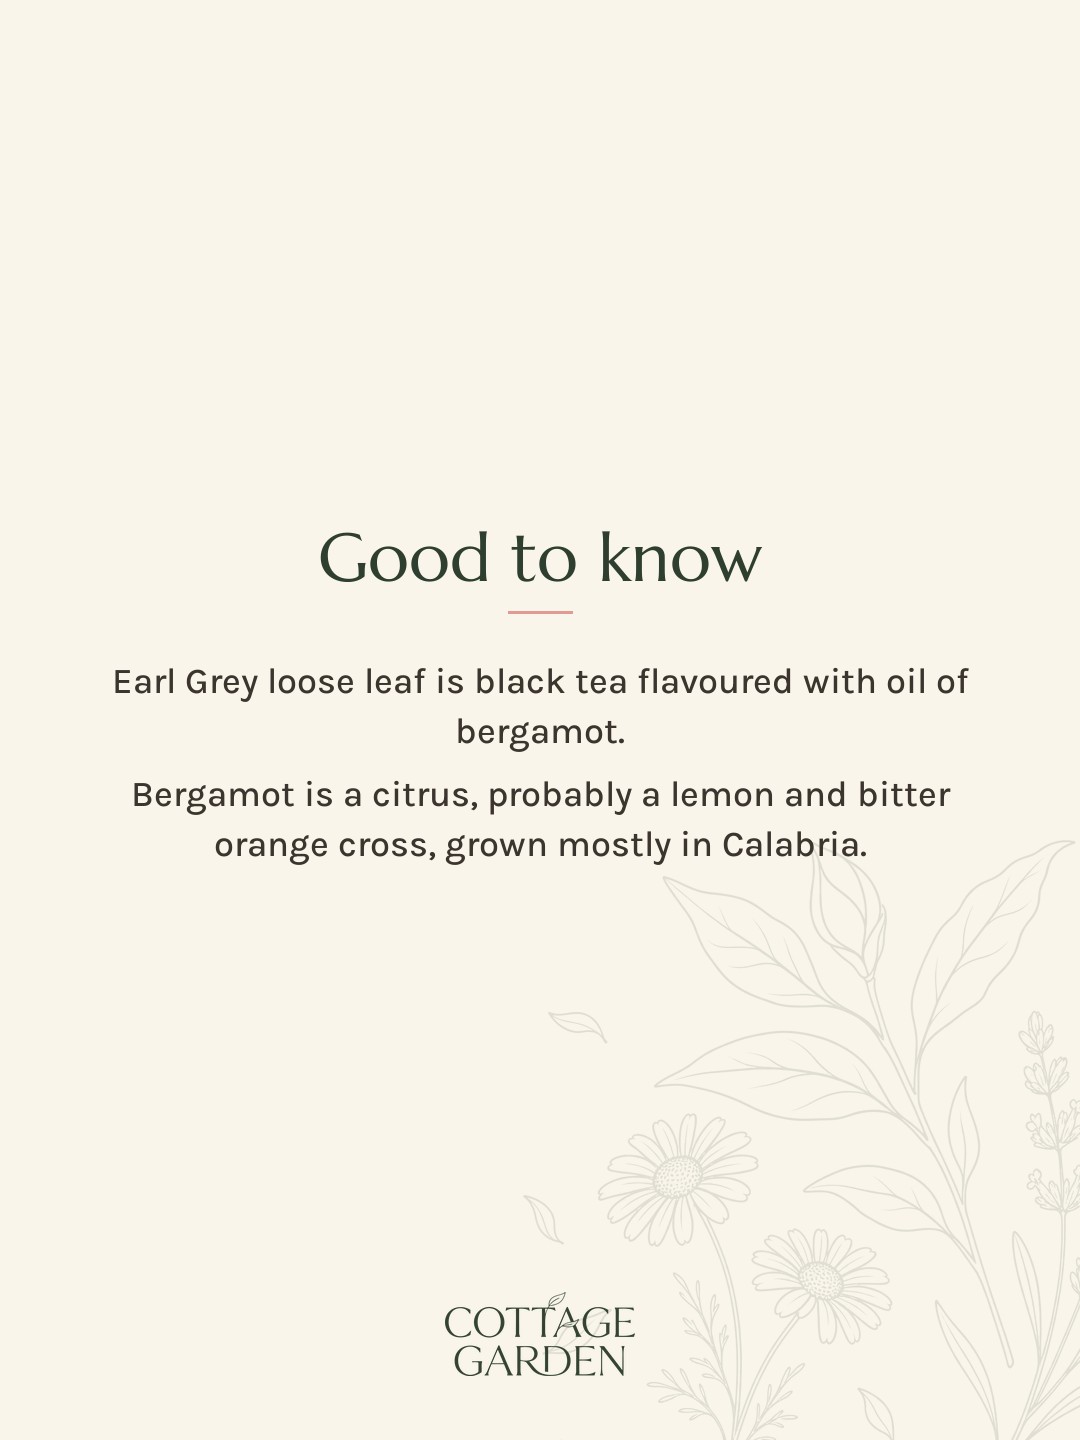 Good to know
Earl Grey loose leaf is black tea flavoured with oil of
bergamot.
Bergamot is a citrus, probably a lemon and bitter
orange cross, grown mostly in Calabria.
COTTAGE
GARDEN